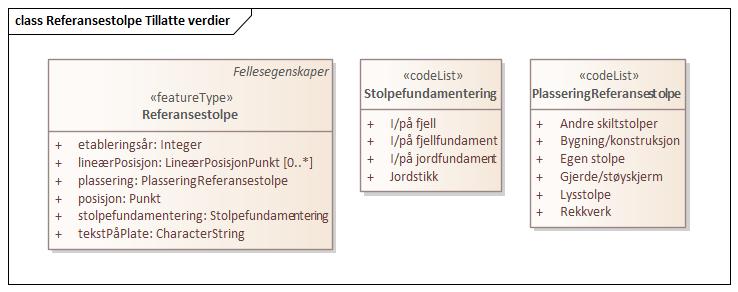 class Referansestolpe Tillatte verdier
Fellesegenskaper
«featureType»
Referansestolpe
+ etableringsår: Integer
+ lineærPosisjon: LineærPosisjonPunkt [0..*]
+ plassering: PlasseringReferansestolpe
+ posisjon: Punkt
+ stolpefundamentering: Stolpefundamentering
+ tekstPåPlate: CharacterString
«codeList»
Stolpefundamentering
+ I/på fjell
+ I/på fjellfundament
+ I/på jordfundament
+ Jordstikk
«codeList»
PlasseringReferansestolpe
+ Andre skiltstolper
+ Bygning/konstruksjon
+ Egen stolpe
+ Gjerde/støyskjerm
+ Lysstolpe
+ Rekkverk